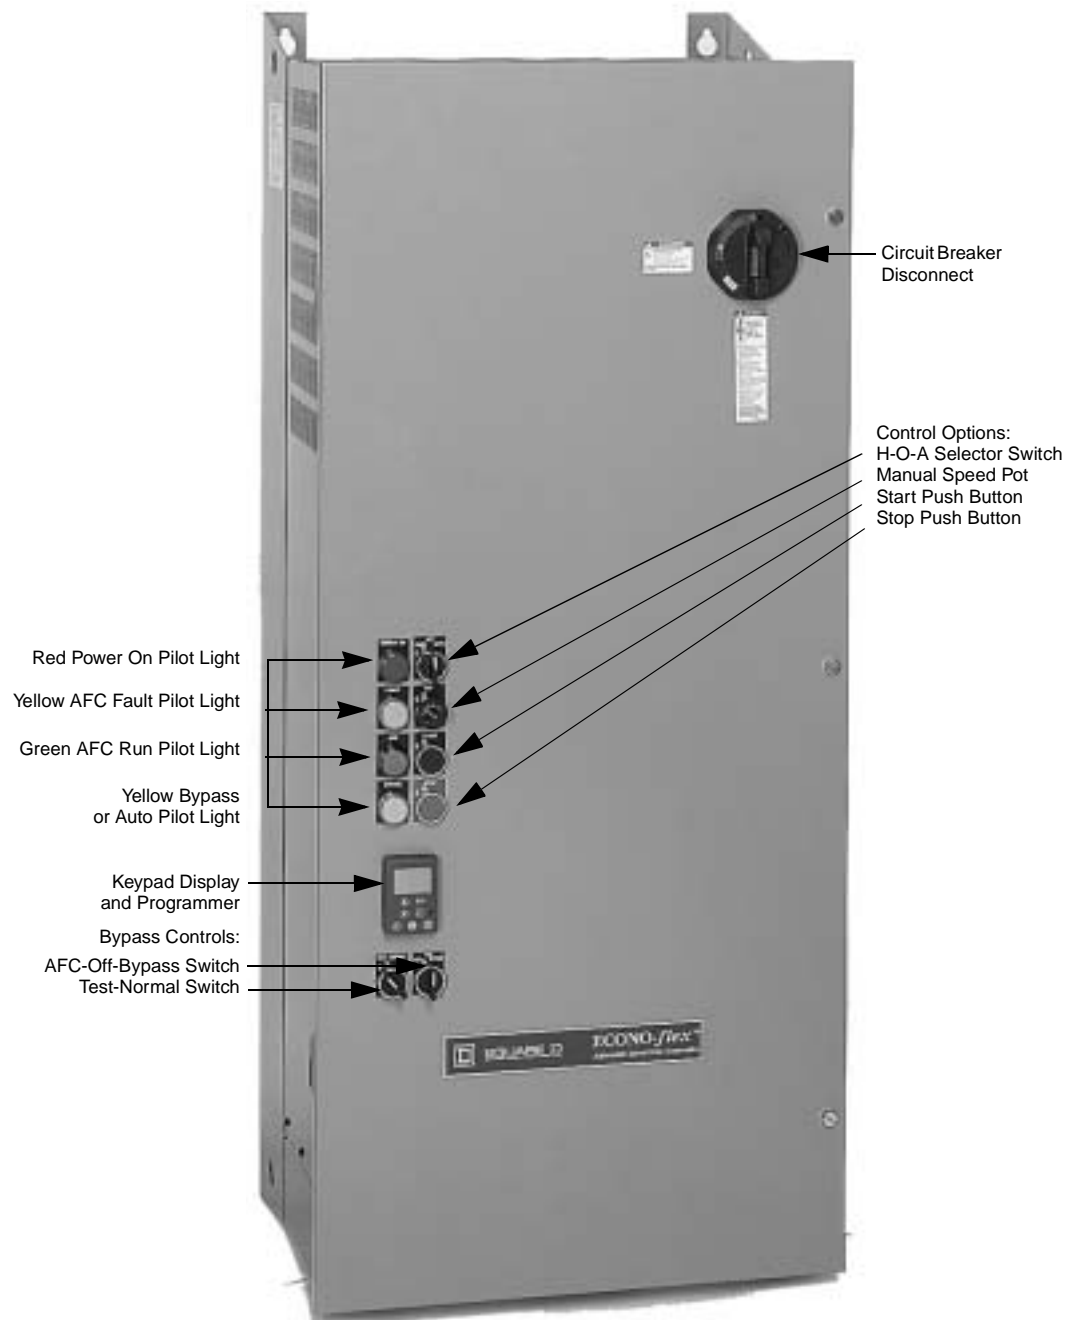 Circuit Breaker
Disconnect
Control Options:
H-O-A Selector Switch
Manual Speed Pot
Start Push Button
Stop Push Button
Red Power On Pilot Light
Yellow AFC Fault Pilot Light
Green AFC Run Pilot Light
Yellow Bypass
or Auto Pilot Light
Keypad Display
and Programmer
Bypass Controls:
AFC-Off-Bypass Switch
Test-Normal Switch
SQUARE D
ECONO-flex